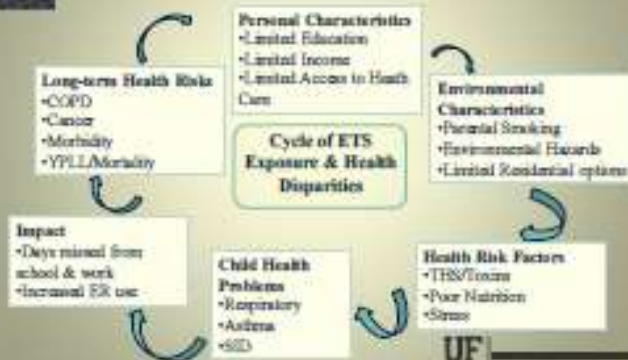 Personal Characteristics
•Limited Education
•Limited Income
•Limited Access to Heath
Care
Environmental
Characteristics
•Parental Smoking
•Environmental Hazards
•Limited Residential options
Health Risk Factors
•THS/Toxins
•Poor Nutrition
•Stress
Child Health
Problems
•Respiratory
•Asthma
•SID
Impact
•Days missed from
school & work
•Increased ER use
Long-term Health Risks
•COPD
•Cancer
•Morbidity
•YPLL/Mortality
Cycle of ETS
Exposure & Health
Disparities
UF